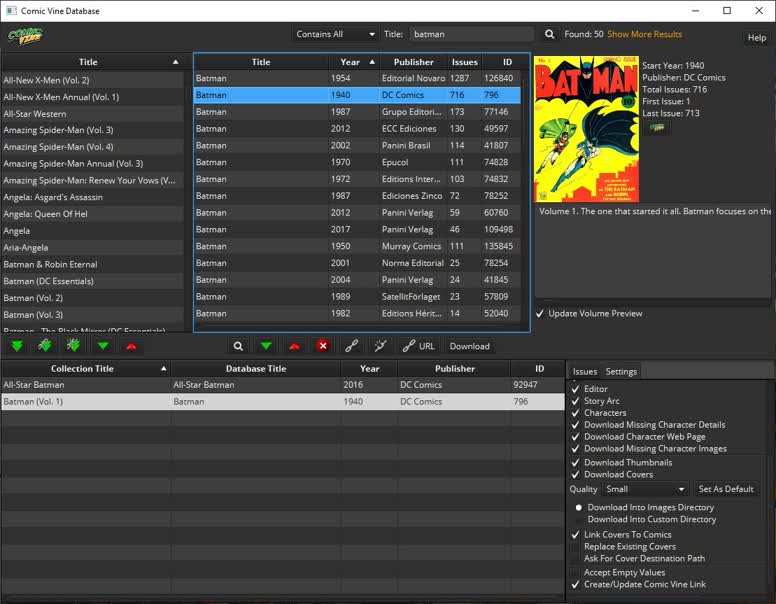 Comic Vine Database
COMIC VINE
Contains All Title: batman Found: 50 Show More Results Help
Title
All-New X-Men (Vol. 2)
All-New X-Men Annual (Vol. 1)
All-Star Western
Amazing Spider-Man (Vol. 3)
Amazing Spider-Man (Vol. 4)
Amazing Spider-Man Annual (Vol. 3)
Amazing Spider-Man: Renew Your Vows (V...
Angela: Asgard's Assassin
Angela: Queen Of Hel
Angela
Aria-Angela
Batman & Robin Eternal
Batman (DC Essentials)
Batman (Vol. 2)
Batman (Vol. 3)
Batman - The Black Mirror (DC Essentials)
Title Year Publisher Issues ID
Batman 1954 Editorial Novaro 1287 126840
Batman 1940 DC Comics 716 796
Batman 1987 Grupo Editori... 173 77146
Batman 2012 ECC Ediciones 130 49597
Batman 2002 Panini Brasil 114 41807
Batman 1970 Epucol 111 74828
Batman 1972 Editions Inter... 103 74832
Batman 1987 Ediciones Zinco 72 78252
Batman 2012 Panini Verlag 59 60760
Batman 2017 Panini Verlag 46 109498
Batman 1950 Murray Comics 111 135845
Batman 2001 Norma Editorial 25 78254
Batman 2004 Panini Verlag 24 41845
Batman 1989 SatellitFörlaget 23 57809
Batman 1982 Editions Hérit... 14 52040
BATMAN
Start Year: 1940
Publisher: DC Comics
Total Issues: 716
First Issue: 1
Last Issue: 713
Volume 1. The one that started it all. Batman focuses on the
Update Volume Preview
URL Download
Collection Title Database Title Year Publisher ID
All-Star Batman All-Star Batman 2016 DC Comics 92947
Batman (Vol. 1) Batman 1940 DC Comics 796
Issues Settings
Editor
Story Arc
Characters
Download Missing Character Details
Download Character Web Page
Download Missing Character Images
Download Thumbnails
Download Covers
Quality Small Set As Default
Download Into Images Directory
Download Into Custom Directory
Link Covers To Comics
Replace Existing Covers
Ask For Cover Destination Path
Accept Empty Values
Create/Update Comic Vine Link